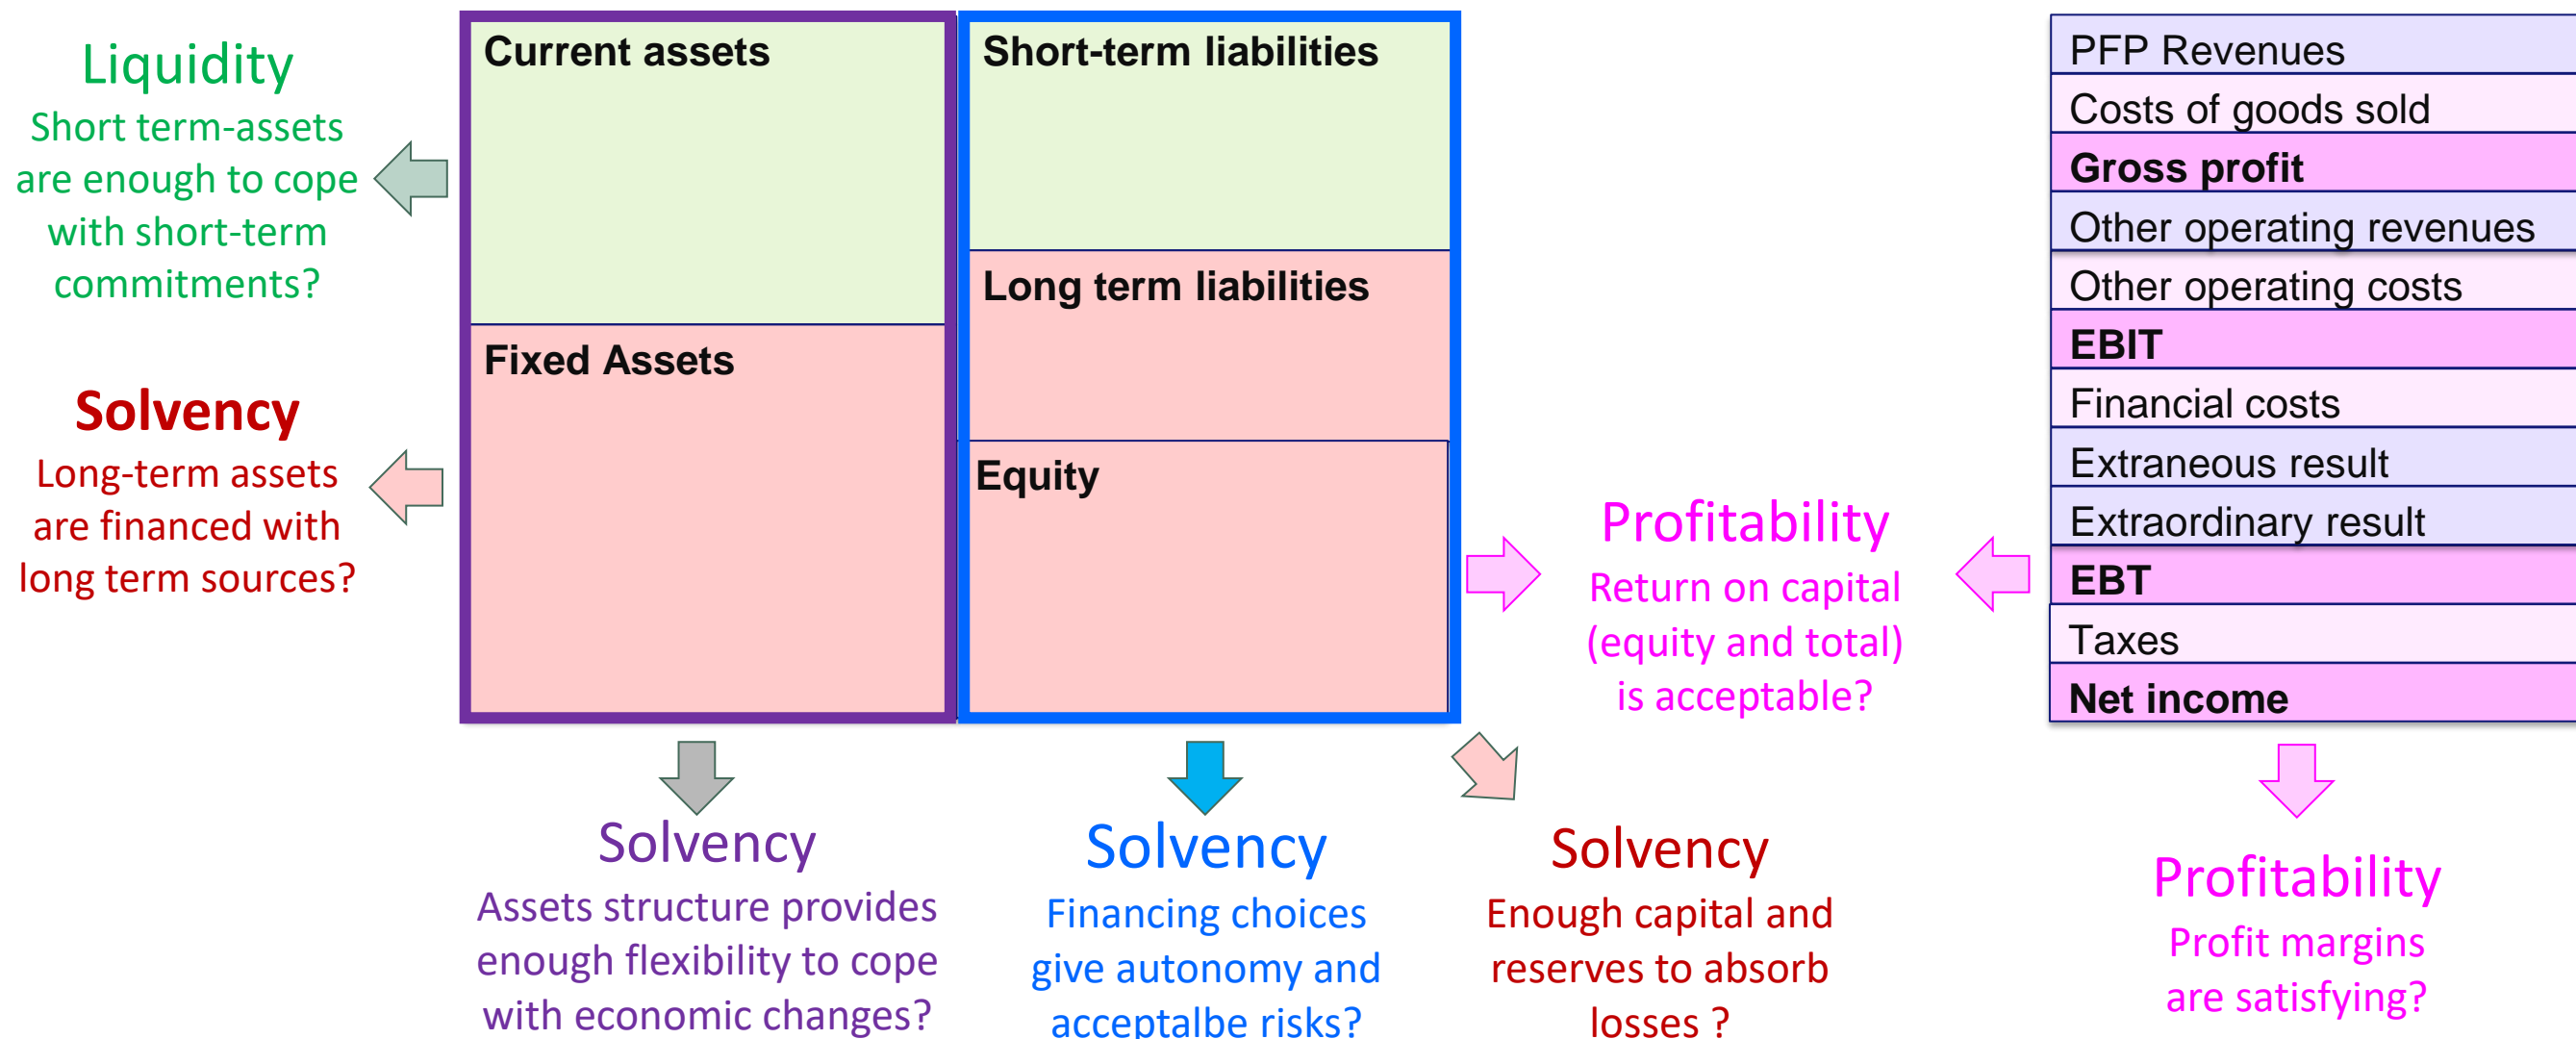 Liquidity
Short term-assets
are enough to cope
with short-term
commitments?
Solvency
Long-term assets
are financed with
long term sources?
Current assets
Fixed Assets
Short-term liabilities
Long term liabilities
Equity
Profitability
Return on capital
(equity and total)
is acceptable?
PFP Revenues
Costs of goods sold
Gross profit
Other operating revenues
Other operating costs
EBIT
Financial costs
Extraneous result
Extraordinary result
EBT
Taxes
Net income
Solvency
Assets structure provides
enough flexibility to cope
with economic changes?
Solvency
Financing choices
give autonomy and
acceptalbe risks?
Solvency
Enough capital and
reserves to absorb
losses ?
Profitability
Profit margins
are satisfying?